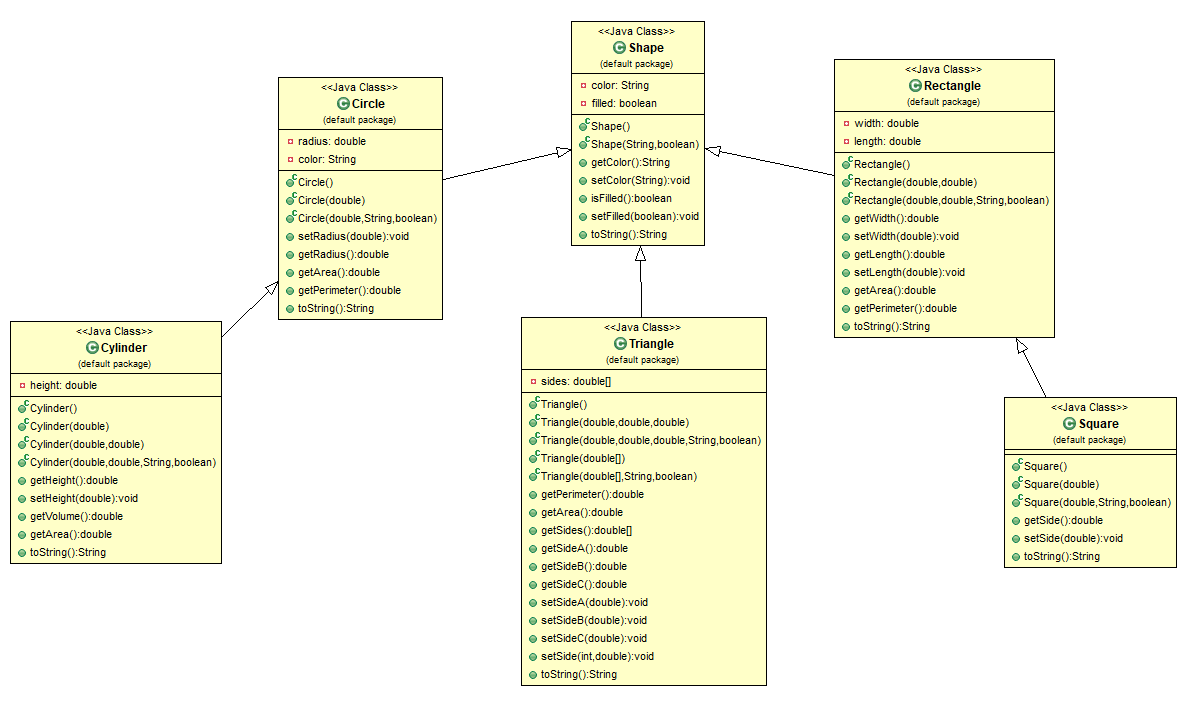 <<Java Class>>
Shape
(default package)
color: String
filled: boolean
Shape()
Shape(String,boolean)
getColor():String
setColor(String):void
isFilled():boolean
setFilled(boolean):void
toString():String
<<Java Class>>
Circle
(default package)
radius: double
color: String
Circle()
Circle(double)
Circle(double,String,boolean)
setRadius(double):void
getRadius():double
getArea():double
getPerimeter():double
toString():String
<<Java Class>>
Rectangle
(default package)
width: double
length: double
Rectangle()
Rectangle(double,double)
Rectangle(double,double,String,boolean)
getWidth():double
setWidth(double):void
getLength():double
setLength(double):void
getArea():double
getPerimeter():double
toString():String
<<Java Class>>
Cylinder
(default package)
height: double
Cylinder()
Cylinder(double)
Cylinder(double,double)
Cylinder(double,double,String,boolean)
getHeight():double
setHeight(double):void
getVolume():double
getArea():double
toString():String
<<Java Class>>
Triangle
(default package)
sides: double[]
Triangle()
Triangle(double,double,double)
Triangle(double,double,double,String,boolean)
Triangle(double[])
Triangle(double[],String,boolean)
getPerimeter():double
getArea():double
getSides():double[]
getSideA():double
getSideB():double
getSideC():double
setSideA(double):void
setSideB(double):void
setSideC(double):void
setSide(int,double):void
toString():String
<<Java Class>>
Square
(default package)
Square()
Square(double)
Square(double,String,boolean)
getSide():double
setSide(double):void
toString():String